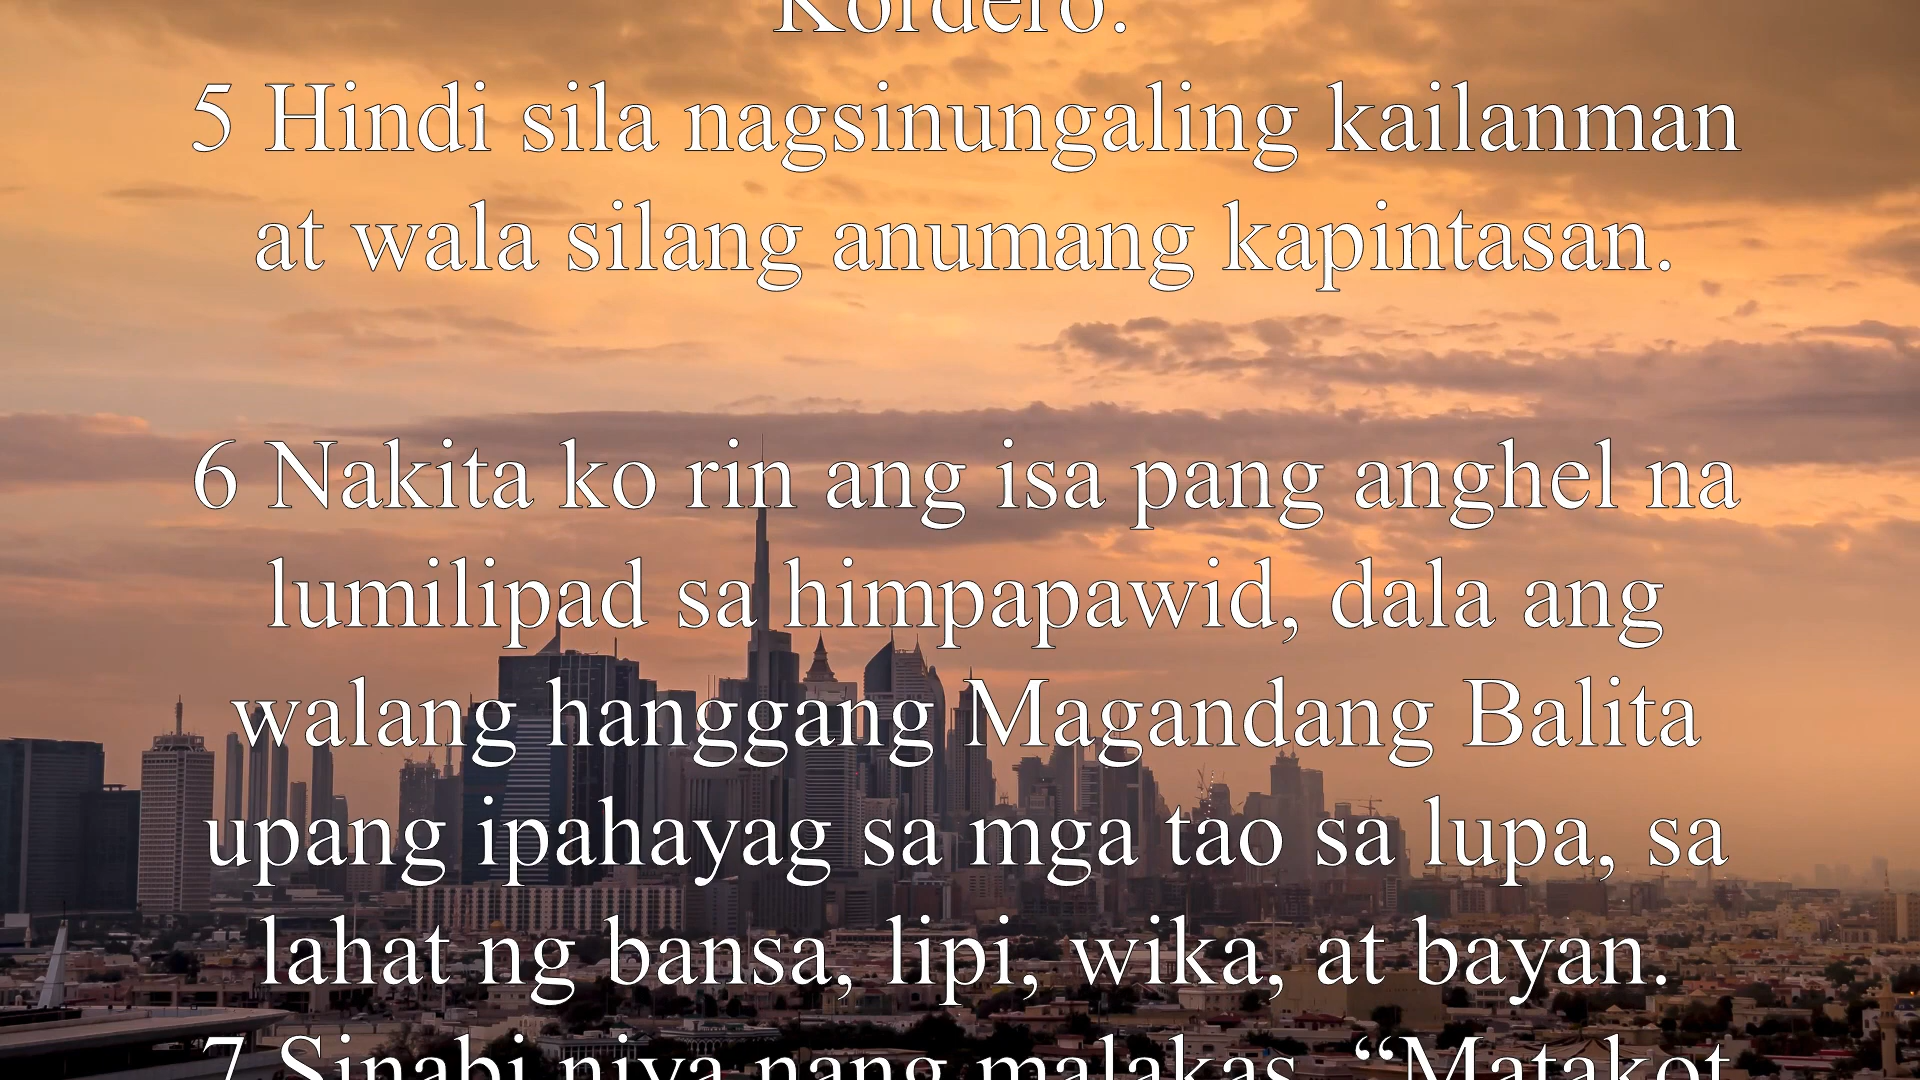 Kordero.
5 Hindi sila nagsinungaling kailanman
at wala silang anumang kapintasan.
6 Nakita ko rin ang isa pang anghel na
lumilipad sa himpapawid, dala ang
walang hanggang Magandang Balita
upang ipahayag sa mga tao sa lupa, sa
lahat ng bansa, lipi, wika, at bayan.
7 Sinabi niya nang malakas, “Matakot